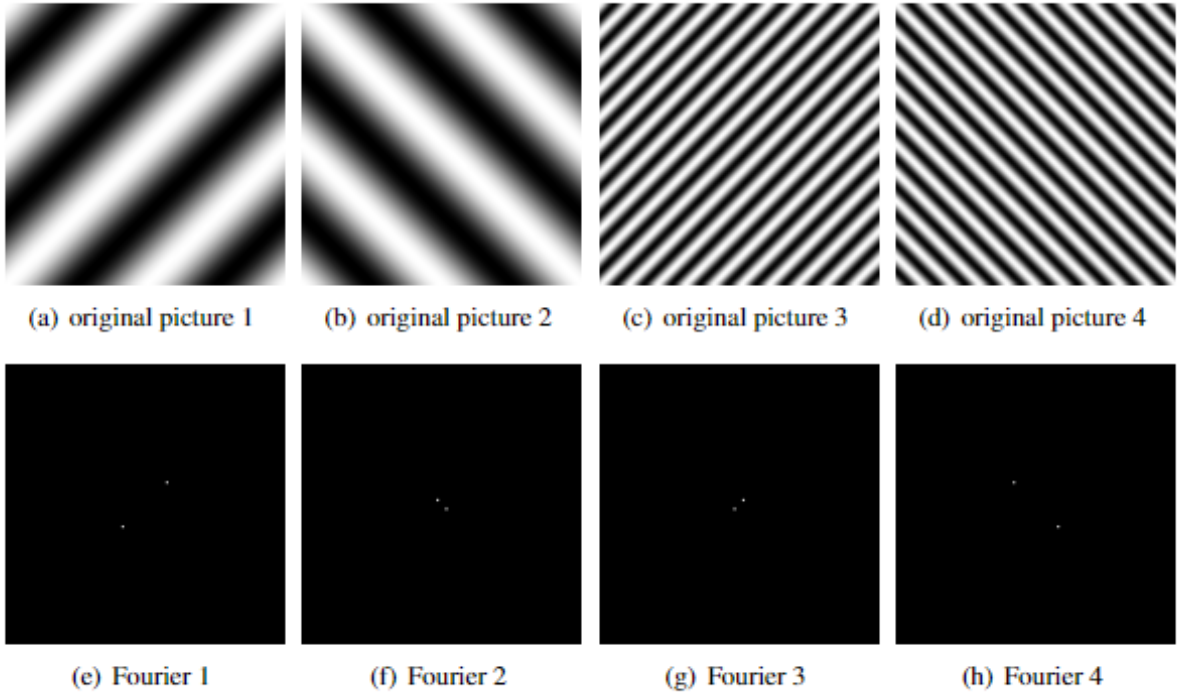 (a) original picture 1 (b) original picture 2 (c) original picture 3 (d) original picture 4
(e) Fourier 1 (f) Fourier 2 (g) Fourier 3 (h) Fourier 4